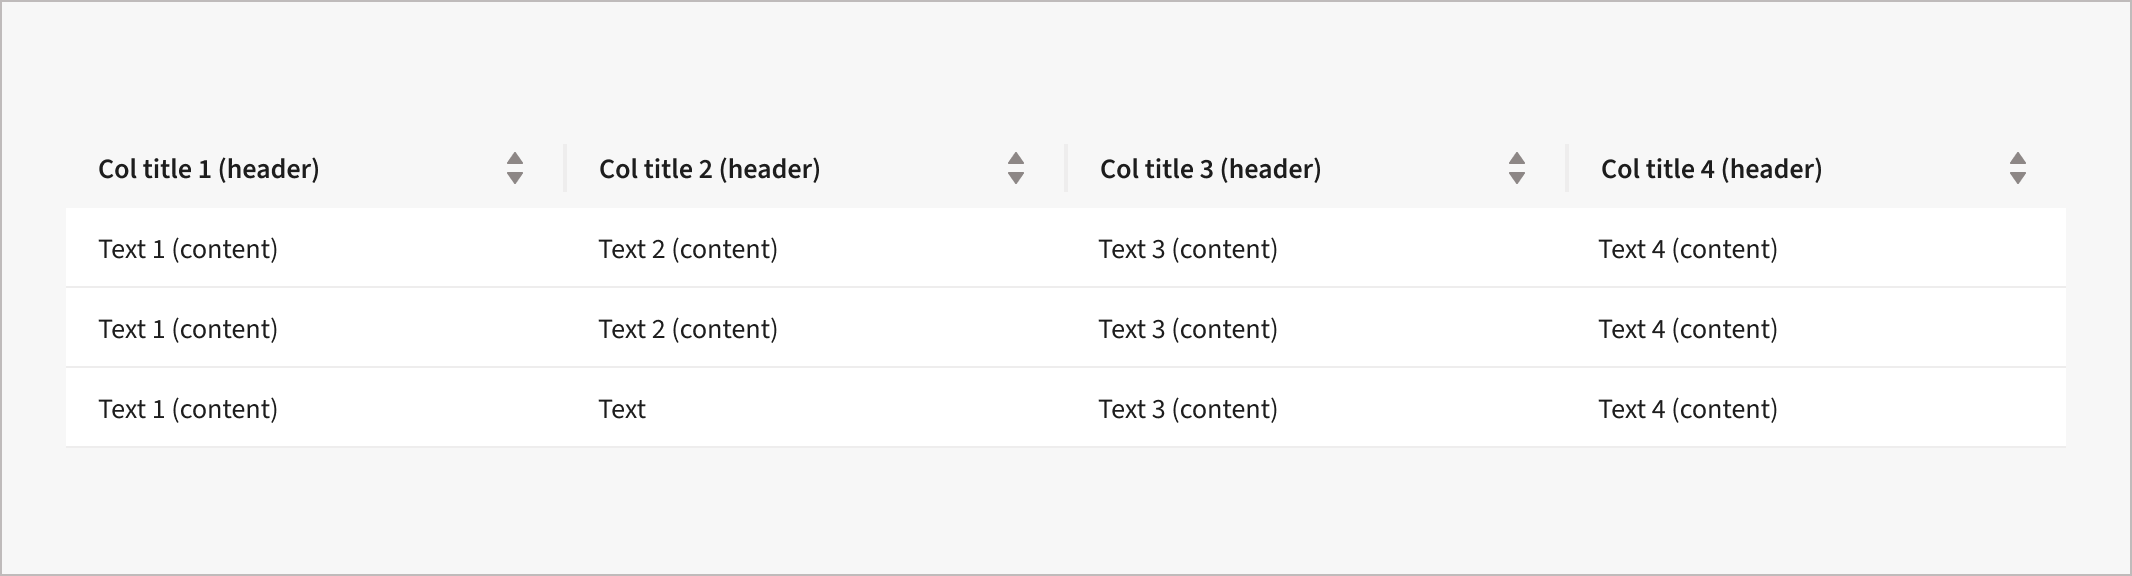 Col title 1 (header) Col title 2 (header) Col title 3 (header) Col title 4 (header)
Text 1 (content) Text 2 (content) Text 3 (content) Text 4 (content)
Text 1 (content) Text 2 (content) Text 3 (content) Text 4 (content)
Text 1 (content) Text Text 3 (content) Text 4 (content)